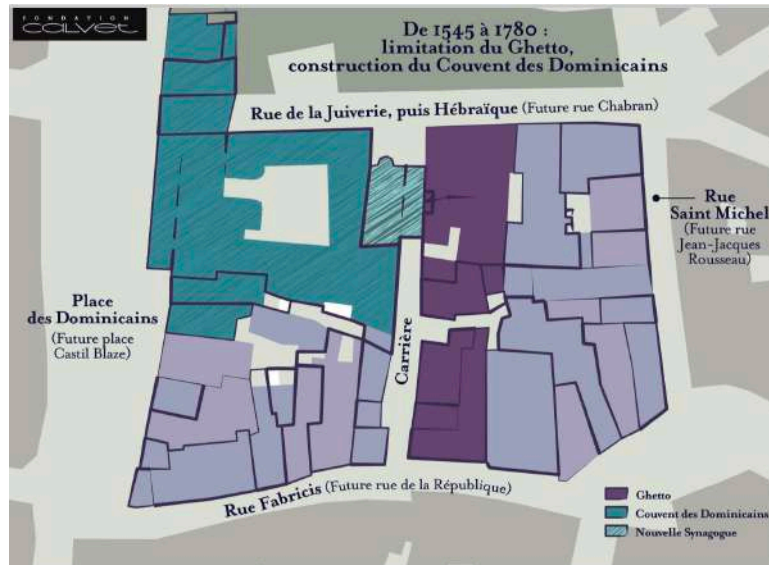 FONDATION
CALVET
De 1545 à 1780 :
limitation du Ghetto,
construction du Couvent des Dominicains
Rue de la Juiverie, puis Hébraïque (Future rue Chabran)
Rue
Saint Michel
(Future rue
Jean-Jacques
Rousseau)
Place
des Dominicains
(Future place
Castil Blaze)
Carrière
Rue Fabricis (Future rue de la République)
Ghetto
Couvent des Dominicains
Nouvelle Synagogue